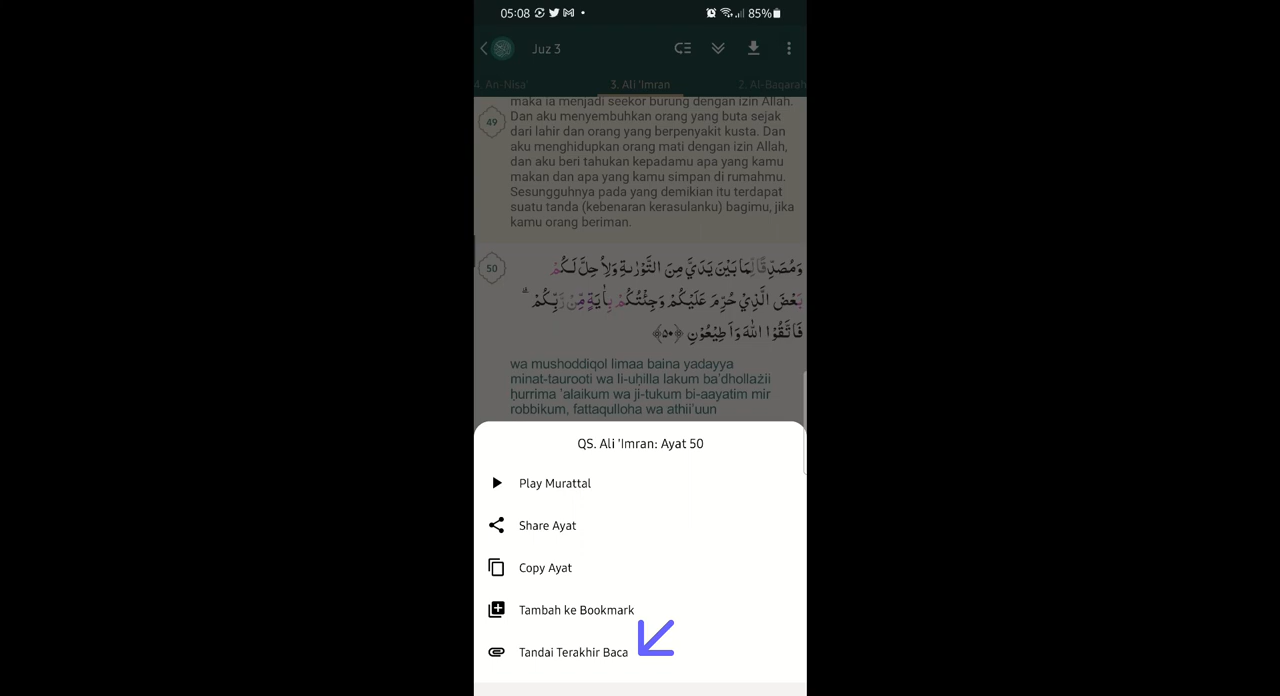 05:08
85%
Juz 3
4. An-Nisa'
3. Ali 'Imran
2. Al-Baqarah
maka ia menjadi seekor burung dengan izin Allah.
49
Dan aku menyembuhkan orang yang buta sejak
dari lahir dan orang yang berpenyakit kusta. Dan
aku menghidupkan orang mati dengan izin Allah,
dan aku beri tahukan kepadamu apa yang kamu
makan dan apa yang kamu simpan di rumahmu.
Sesungguhnya pada yang demikian itu terdapat
suatu tanda (kebenaran kerasulanku) bagimu, jika
kamu orang beriman.
50
وَمُصَدِّقًا لِّمَا بَيْنَ يَدَيَّ مِنَ التَّوْرٰىةِ وَلِاُحِلَّ لَكُمْ
بَعْضَ الَّذِيْ حُرِّمَ عَلَيْكُمْ وَجِئْتُكُمْ بِاٰيَةٍ مِّنْ رَّبِّكُمْۗ
فَاتَّقُوا اللّٰهَ وَاَطِيْعُوْنِ ﴿٥٠﴾
wa mushoddiqol limaa baina yadayya
minat-taurooti wa li-uḥilla lakum ba'dhollażii
ḥurrima 'alaikum wa ji-tukum bi-aayatim mir
robbikum, fattaqulloha wa athii'uun
QS. Ali 'Imran: Ayat 50
Play Murattal
Share Ayat
Copy Ayat
Tambah ke Bookmark
Tandai Terakhir Baca